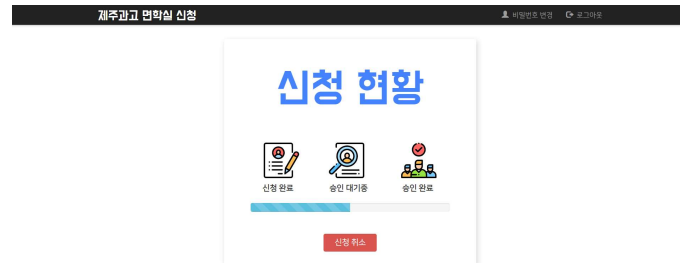 제주과고 면학실 신청
비밀번호 변경 로그아웃
신청 현황
신청 완료 승인 대기중 승인 완료
신청 취소